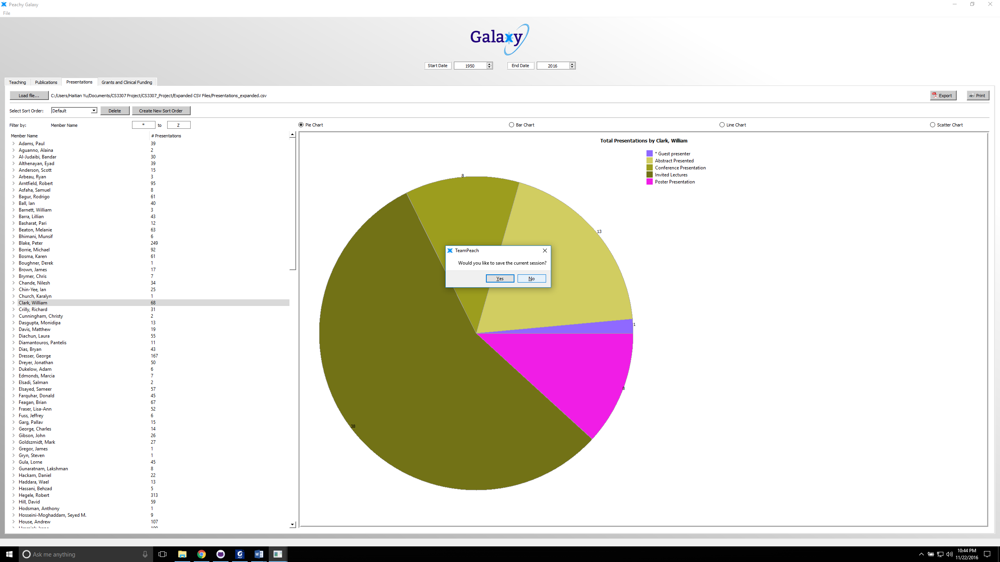 Peachy Galaxy
File
Galaxy
Start Date 1950 End Date 2016
Teaching Publications Presentations Grants and Clinical Funding
Load file... C:/Users/Haitian Yu/Documents/CS3307 Project/CS3307_Project/Expanded CSV Files/Presentations_expanded.csv Export Print
Select Sort Order: Default Delete Create New Sort Order
Filter by: Member Name * to Z
Pie Chart Bar Chart Line Chart Scatter Chart
Member Name # Presentations
Adams, Paul 39
Aguanno, Alaina 2
Al-Judaibi, Bandar 30
Althenayan, Eyad 39
Anderson, Scott 15
Arbeau, Ryan 3
Arntfield, Robert 95
Asfaha, Samuel 8
Bagur, Rodrigo 61
Ball, Ian 40
Barnett, William 3
Barra, Lillian 43
Basharat, Pari 12
Beaton, Melanie 63
Bhimani, Munsif 6
Blake, Peter 249
Borrie, Michael 92
Bosma, Karen 61
Boughner, Derek 1
Brown, James 17
Brymer, Chris 7
Chande, Nilesh 34
Chin-Yee, Ian 25
Church, Karalyn 1
Clark, William 68
Crilly, Richard 31
Cunningham, Christy 2
Dasgupta, Monidipa 13
Davis, Matthew 19
Diachun, Laura 55
Diamantouros, Pantelis 11
Dias, Bryan 43
Dresser, George 167
Dreyer, Jonathan 50
Dukelow, Adam 6
Edmonds, Marcia 7
Elsadi, Salman 2
Elsayed, Sameer 57
Farquhar, Donald 45
Feagan, Brian 67
Fraser, Lisa-Ann 52
Fuss, Jeffrey 6
Garg, Pallav 15
George, Charles 14
Gibson, John 26
Goldszmidt, Mark 27
Gregor, James 1
Gryn, Steven 1
Gula, Lorne 45
Gunaratnam, Lakshman 8
Hackam, Daniel 22
Haddara, Wael 13
Hassani, Behzad 5
Hegele, Robert 313
Hill, David 59
Hodsman, Anthony 1
Hosseini-Moghaddam, Seyed M. 9
House, Andrew 107
Total Presentations by Clark, William
* Guest presenter
Abstract Presented
Conference Presentation
Invited Lectures
Poster Presentation
8
13
1
8
38
TeamPeach
Would you like to save the current session?
Yes No
Ask me anything
10:44 PM
11/22/2016